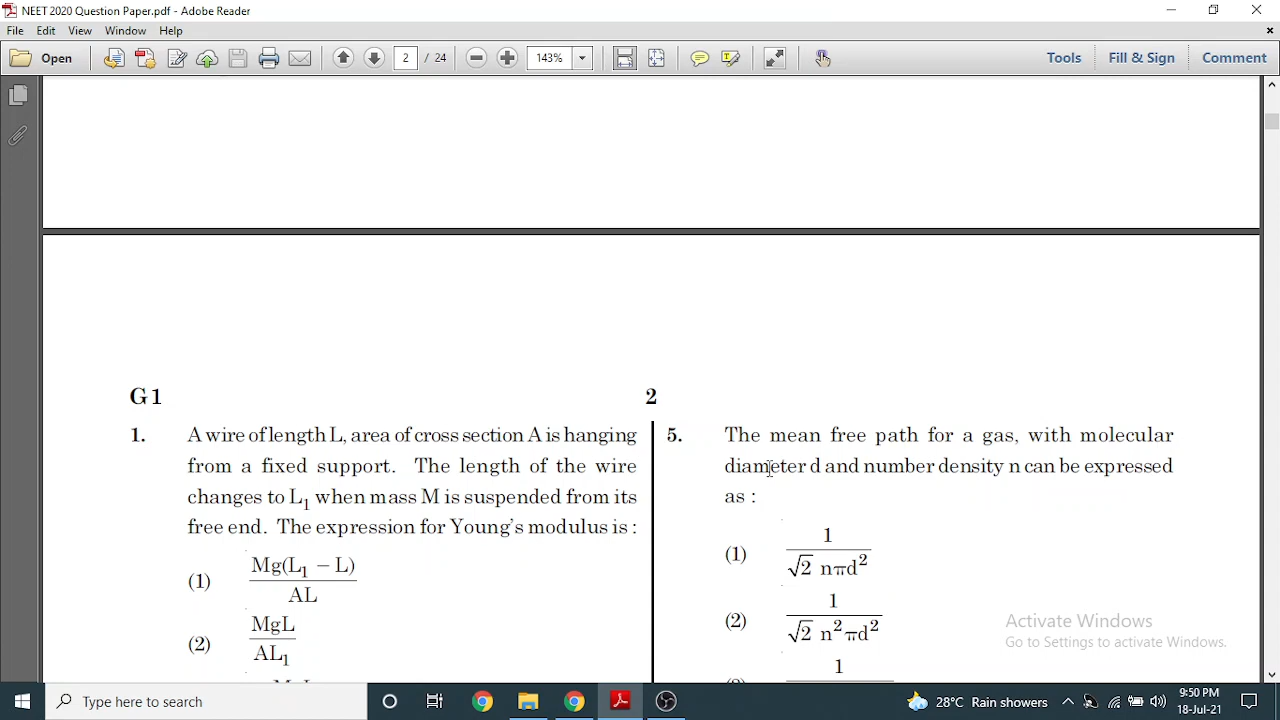 NEET 2020 Question Paper.pdf - Adobe Reader
File Edit View Window Help
Open 2 / 24 143% Tools Fill & Sign Comment
G1 2
1. A wire of length L, area of cross section A is hanging
from a fixed support. The length of the wire
changes to L₁ when mass M is suspended from its
free end. The expression for Young's modulus is :
(1) Mg(L₁ − L)
AL
(2) MgL
AL₁
5. The mean free path for a gas, with molecular
diameter d and number density n can be expressed
as :
(1) 1
√2 nπd²
(2) 1
√2 n²πd²
1
Activate Windows
Go to Settings to activate Windows.
Type here to search
28°C Rain showers
9:50 PM
18-Jul-21